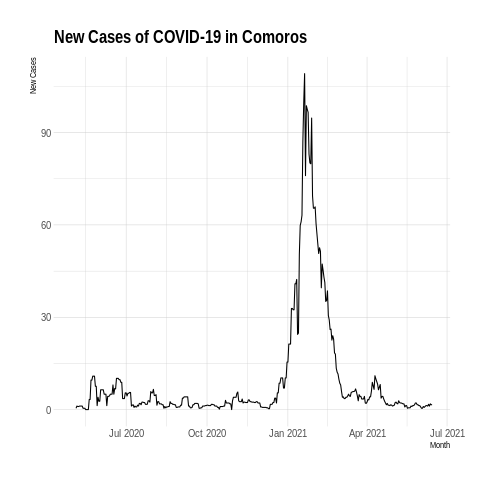 New Cases of COVID-19 in Comoros
New Cases
90
60
30
0
Jul 2020
Oct 2020
Jan 2021
Apr 2021
Jul 2021
Month